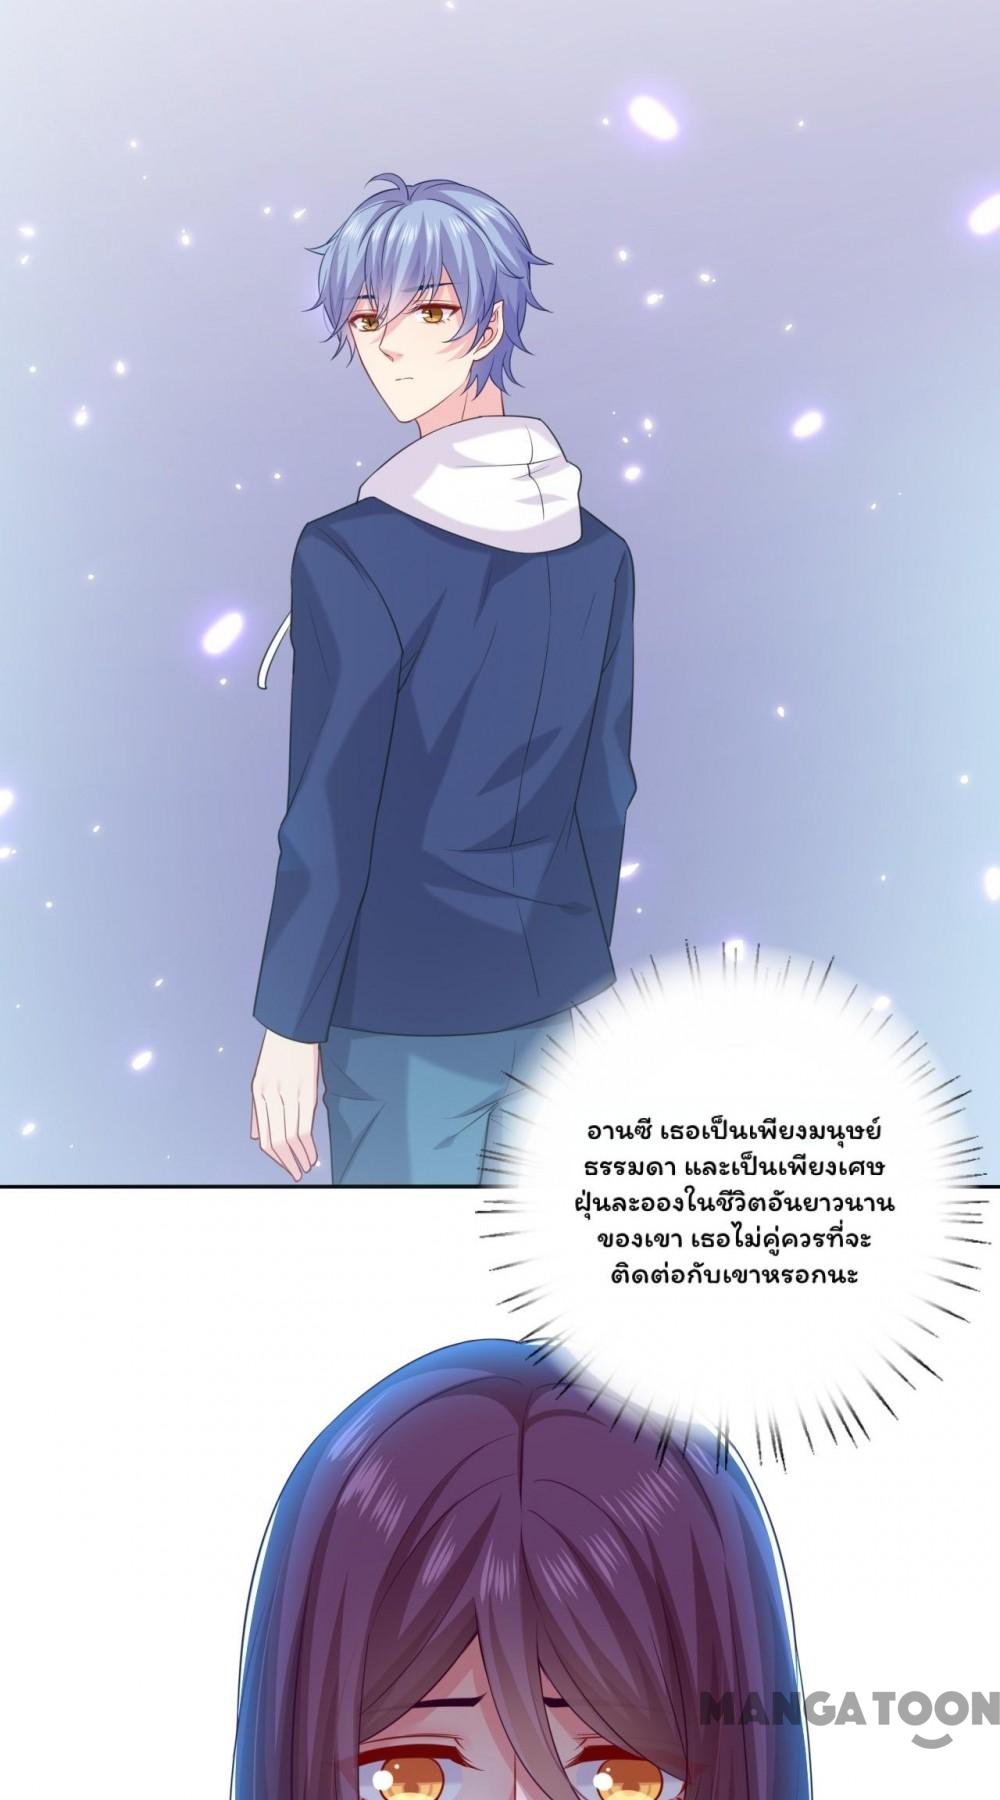 อานซี เธอเป็นเพียงมนุษย์
ธรรมดา และเป็นเพียงเศษ
ฝุ่นละอองในชีวิตอันยาวนาน
ของเขา เธอไม่คู่ควรที่จะ
ติดต่อกับเขาหรอกนะ
MANGATOON